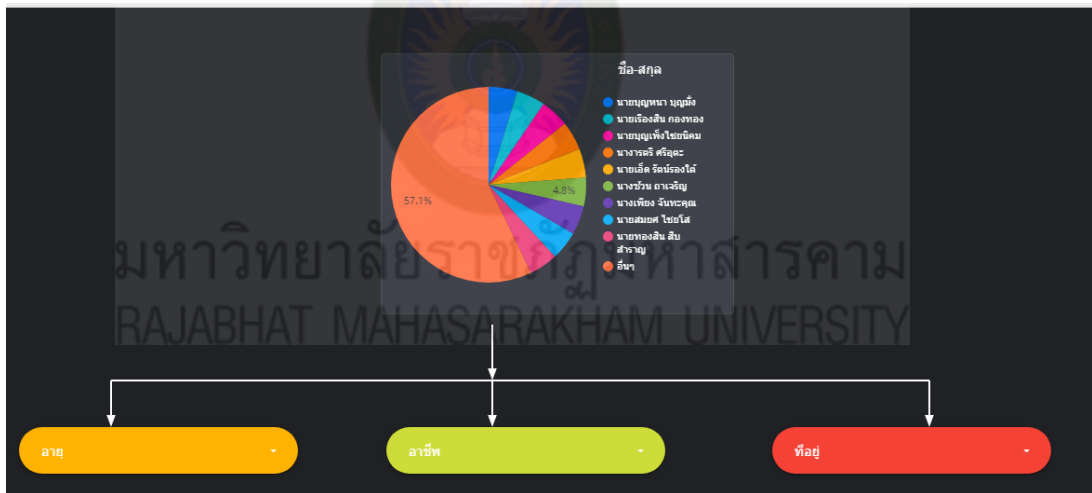 ชื่อ-สกุล
นายบุญหนา บุญมั่ง
นายเรืองสิน กองทอง
นายบุญเพ็งไชยนิคม
นางารตรี ศรีอุดะ
นายเอ็ด รัตน์รองใต้
นางช้วน ถาเจริญ
นางเพียง จันทะคุณ
นายสมยศ ไชยโส
นายทองสิน สืบ
สำราญ
อื่นๆ
4.8%
57.1%
มหาวิทยาลัยราชภัฏมหาสารคาม
RAJABHAT MAHASARAKHAM UNIVERSITY
อายุ
อาชีพ
ที่อยู่